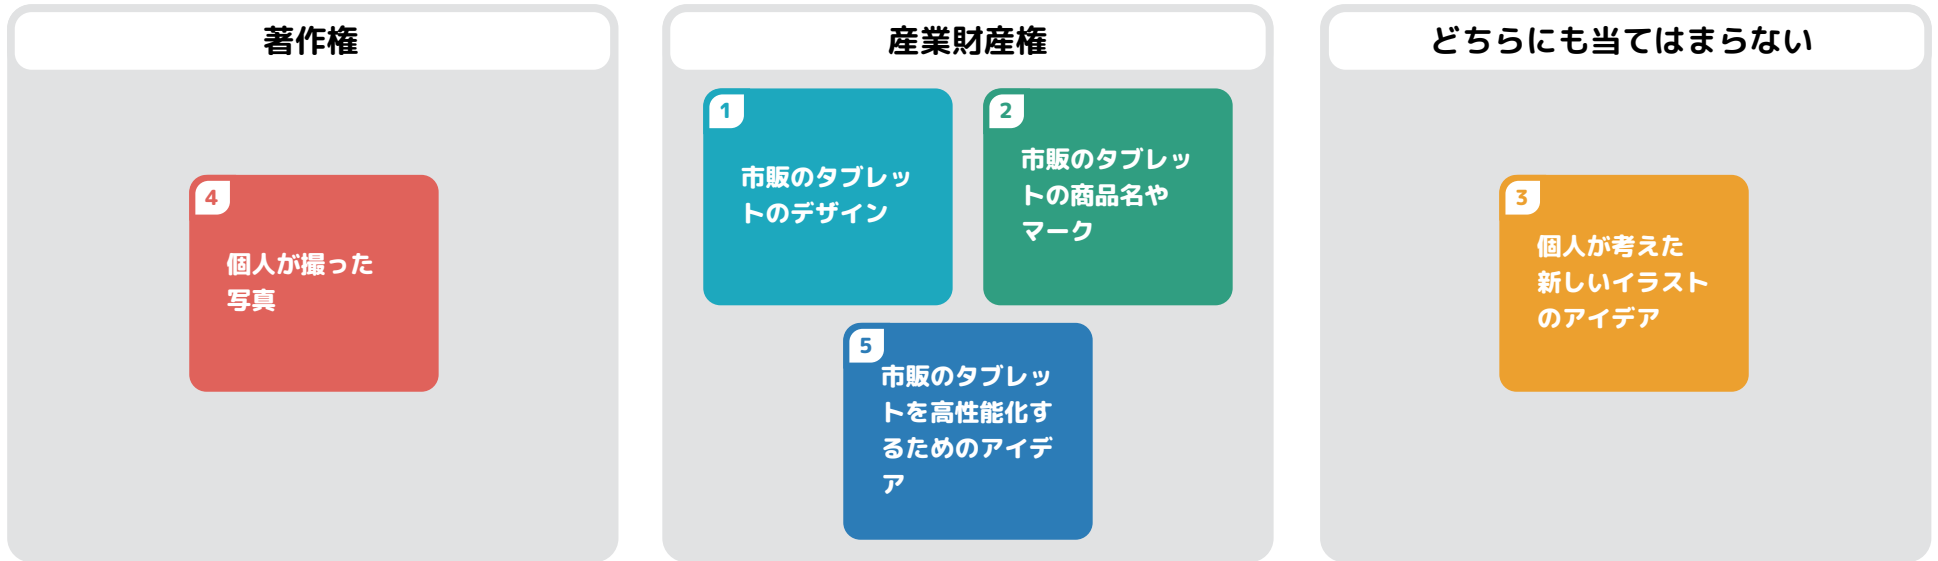 著作権
4
個人が撮った
写真
産業財産権
1
市販のタブレッ
トのデザイン
2
市販のタブレッ
トの商品名や
マーク
5
市販のタブレッ
トを高性能化す
るためのアイデ
ア
どちらにも当てはまらない
3
個人が考えた
新しいイラスト
のアイデア